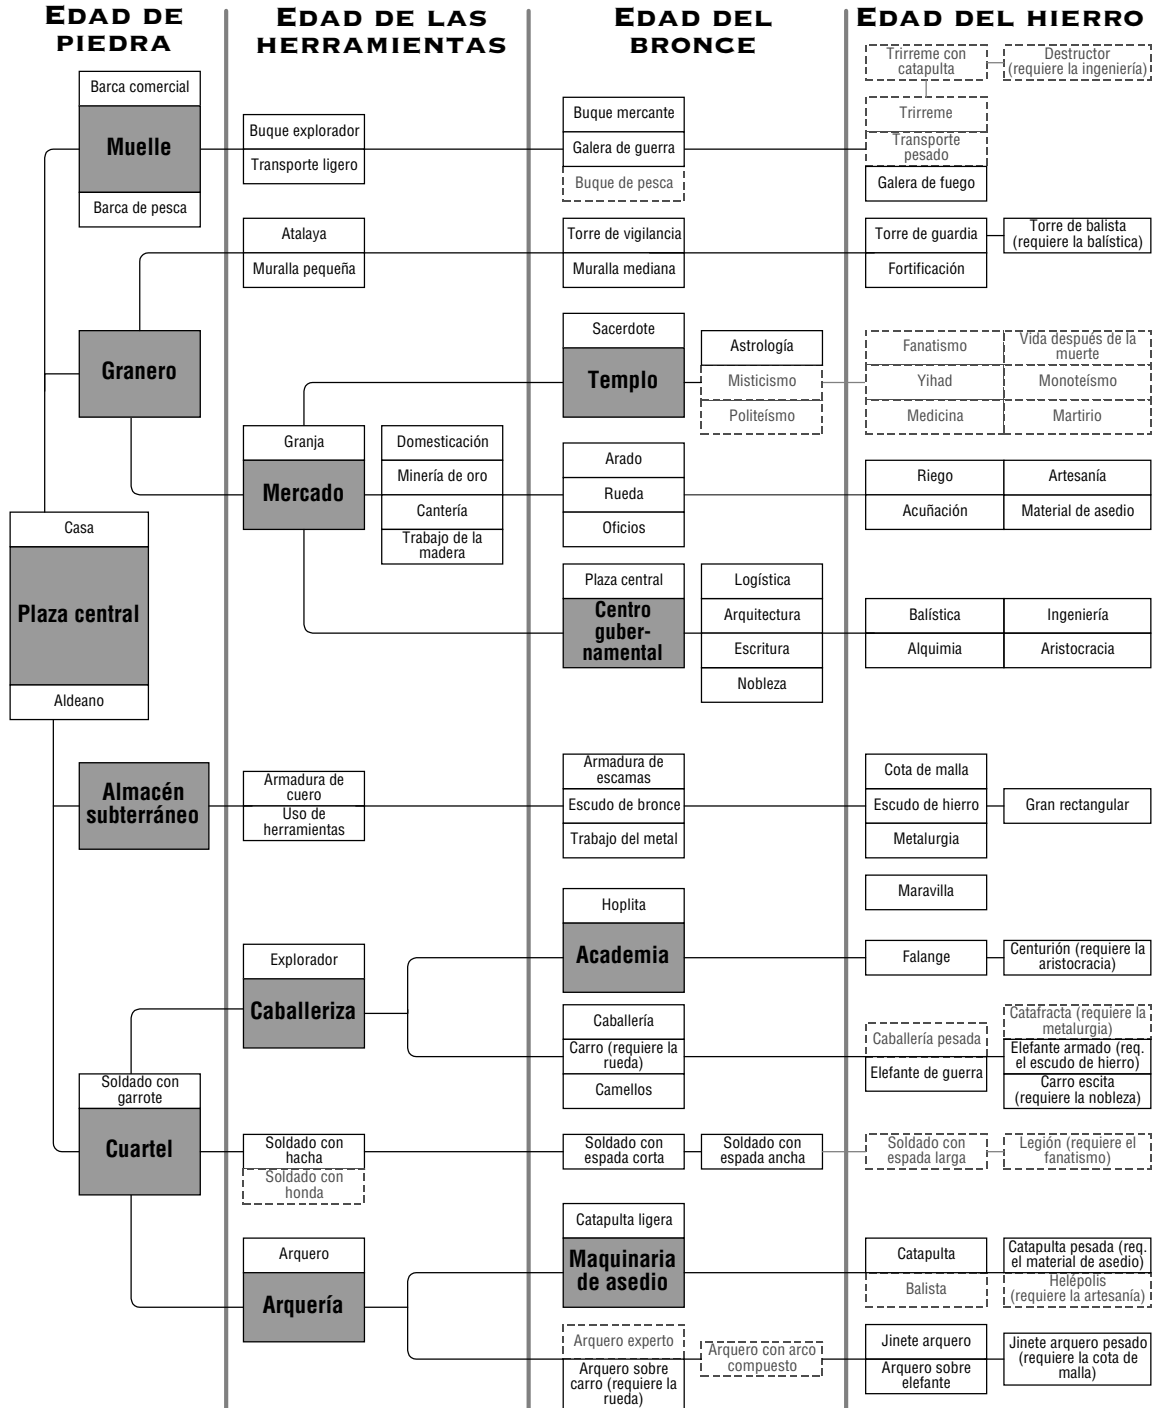 EDAD DE
PIEDRA
EDAD DE LAS
HERRAMIENTAS
EDAD DEL
BRONCE
EDAD DEL HIERRO
Trirreme con
catapulta
Destructor
(requiere la ingeniería)
Barca comercial
Muelle
Barca de pesca
Buque explorador
Transporte ligero
Buque mercante
Galera de guerra
Buque de pesca
Trirreme
Transporte
pesado
Galera de fuego
Atalaya
Muralla pequeña
Torre de vigilancia
Muralla mediana
Torre de guardia
Fortificación
Torre de balista
(requiere la balística)
Granero
Sacerdote
Templo
Astrología
Misticismo
Politeísmo
Fanatismo
Yihad
Medicina
Vida después de la
muerte
Monoteísmo
Martirio
Granja
Mercado
Domesticación
Minería de oro
Cantería
Trabajo de la
madera
Arado
Rueda
Oficios
Riego
Acuñación
Artesanía
Material de asedio
Casa
Plaza central
Aldeano
Plaza central
Centro
guber-
namental
Logística
Arquitectura
Escritura
Nobleza
Balística
Alquimia
Ingeniería
Aristocracia
Almacén
subterráneo
Armadura de
cuero
Uso de
herramientas
Armadura de
escamas
Escudo de bronce
Trabajo del metal
Cota de malla
Escudo de hierro
Metalurgia
Gran rectangular
Maravilla
Hoplita
Academia
Falange
Centurión (requiere la
aristocracia)
Explorador
Caballeriza
Caballería
Carro (requiere la
rueda)
Camellos
Caballería pesada
Elefante de guerra
Catafracta (requiere la
metalurgia)
Elefante armado (req.
el escudo de hierro)
Carro escita
(requiere la nobleza)
Soldado con
garrote
Cuartel
Soldado con
hacha
Soldado con
honda
Soldado con
espada corta
Soldado con
espada ancha
Soldado con
espada larga
Legión (requiere el
fanatismo)
Catapulta ligera
Maquinaria
de asedio
Catapulta
Balista
Catapulta pesada (req.
el material de asedio)
Helépolis
(requiere la artesanía)
Arquero
Arquería
Arquero experto
Arquero sobre
carro (requiere la
rueda)
Arquero con arco
compuesto
Jinete arquero
Arquero sobre
elefante
Jinete arquero pesado
(requiere la cota de
malla)